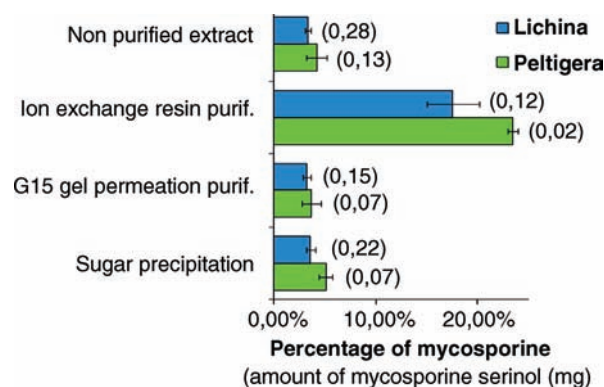 Lichina
Peltigera
Non purified extract
(0,28)
(0,13)
Ion exchange resin purif.
(0,12)
(0,02)
G15 gel permeation purif.
(0,15)
(0,07)
Sugar precipitation
(0,22)
(0,07)
0,00% 10,00% 20,00%
Percentage of mycosporine
(amount of mycosporine serinol (mg)